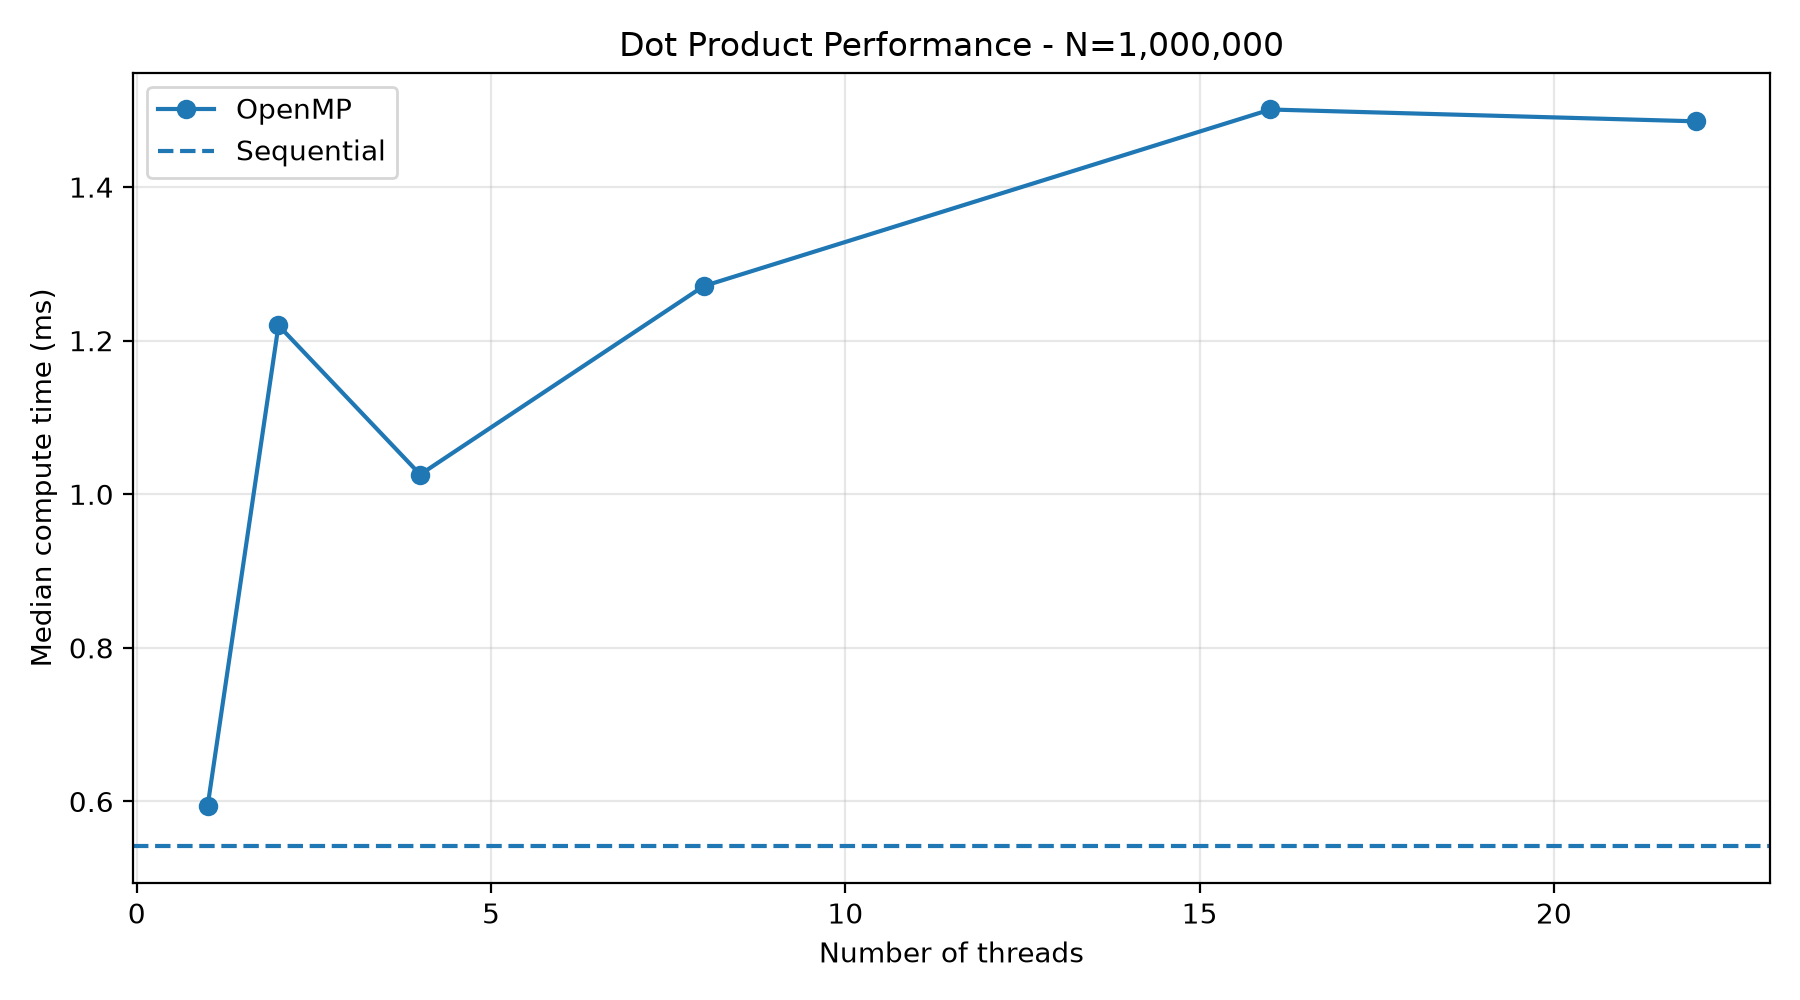 Dot Product Performance - N=1,000,000
OpenMP
Sequential
Median compute time (ms)
1.4
1.2
1.0
0.8
0.6
0 5 10 15 20
Number of threads